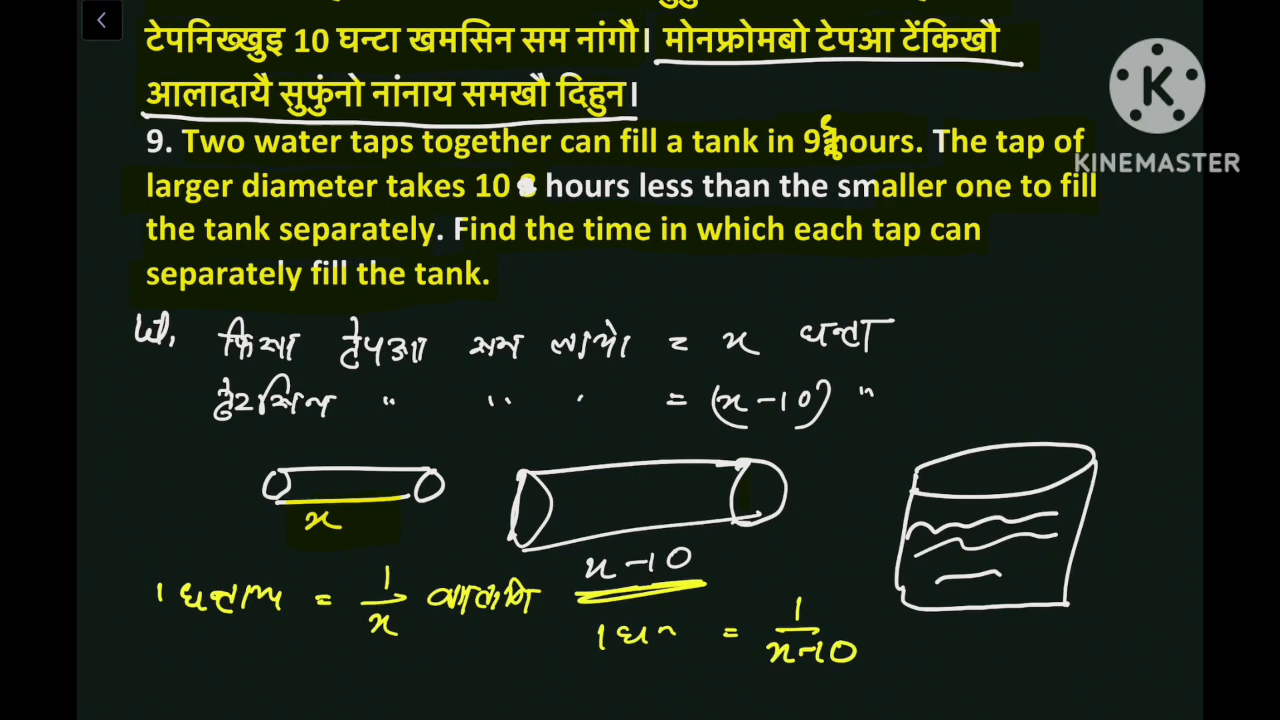 टेपनिख्खुइ 10 घन्टा खमसिन सम नांगौ। मोनफ्रोमबो टेपआ टेंकिखौ
आलादायै सुफुंनो नांनाय समखौ दिहुन।
KINEMASTER
9. Two water taps together can fill a tank in 9 hours. The tap of
larger diameter takes 10 hours less than the smaller one to fill
the tank separately. Find the time in which each tap can
separately fill the tank.
टेपआ सम = x घन्टा
" " " = (x-10) "
x
x-10
1 = 1/x
1 = 1/(x-10)